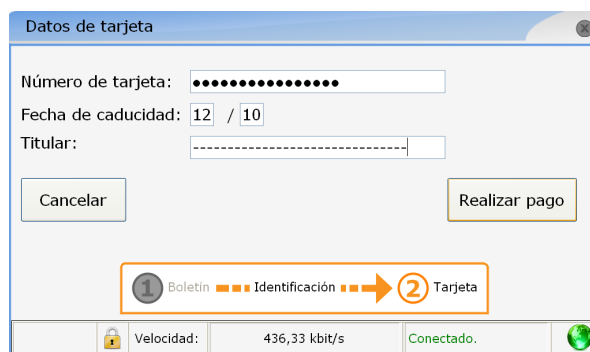 Datos de tarjeta
Número de tarjeta: ●●●●●●●●●●●●●●●●
Fecha de caducidad: 12 / 10
Titular: -------------------------------
Cancelar Realizar pago
1 Boletín Identificación 2 Tarjeta
Velocidad: 436,33 kbit/s Conectado.